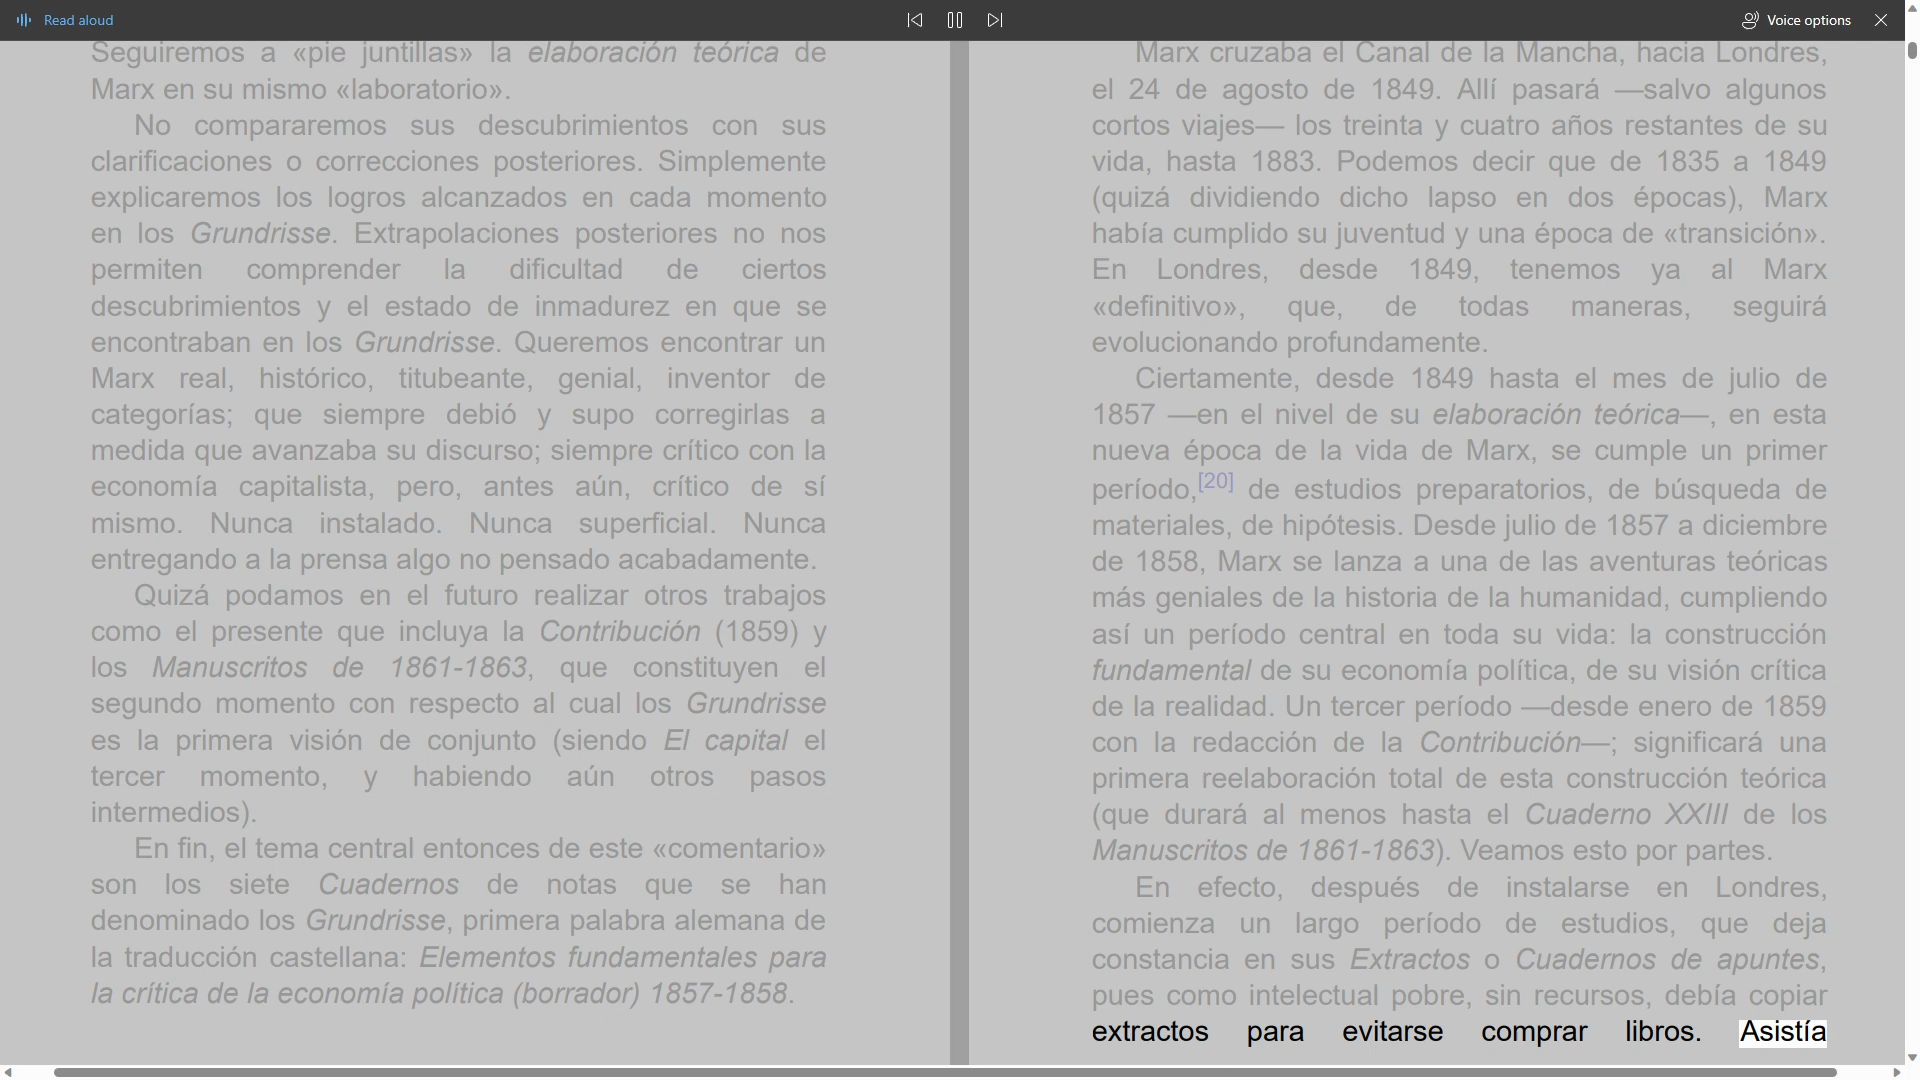 Read aloud
Voice options
Seguiremos a «pie juntillas» la elaboración teórica de
Marx en su mismo «laboratorio».
No compararemos sus descubrimientos con sus
clarificaciones o correcciones posteriores. Simplemente
explicaremos los logros alcanzados en cada momento
en los Grundrisse. Extrapolaciones posteriores no nos
permiten comprender la dificultad de ciertos
descubrimientos y el estado de inmadurez en que se
encontraban en los Grundrisse. Queremos encontrar un
Marx real, histórico, titubeante, genial, inventor de
categorías; que siempre debió y supo corregirlas a
medida que avanzaba su discurso; siempre crítico con la
economía capitalista, pero, antes aún, crítico de sí
mismo. Nunca instalado. Nunca superficial. Nunca
entregando a la prensa algo no pensado acabadamente.
Quizá podamos en el futuro realizar otros trabajos
como el presente que incluya la Contribución (1859) y
los Manuscritos de 1861-1863, que constituyen el
segundo momento con respecto al cual los Grundrisse
es la primera visión de conjunto (siendo El capital el
tercer momento, y habiendo aún otros pasos
intermedios).
En fin, el tema central entonces de este «comentario»
son los siete Cuadernos de notas que se han
denominado los Grundrisse, primera palabra alemana de
la traducción castellana: Elementos fundamentales para
la crítica de la economía política (borrador) 1857-1858.
Marx cruzaba el Canal de la Mancha, hacia Londres,
el 24 de agosto de 1849. Allí pasará —salvo algunos
cortos viajes— los treinta y cuatro años restantes de su
vida, hasta 1883. Podemos decir que de 1835 a 1849
(quizá dividiendo dicho lapso en dos épocas), Marx
había cumplido su juventud y una época de «transición».
En Londres, desde 1849, tenemos ya al Marx
«definitivo», que, de todas maneras, seguirá
evolucionando profundamente.
Ciertamente, desde 1849 hasta el mes de julio de
1857 —en el nivel de su elaboración teórica—, en esta
nueva época de la vida de Marx, se cumple un primer
período,[20] de estudios preparatorios, de búsqueda de
materiales, de hipótesis. Desde julio de 1857 a diciembre
de 1858, Marx se lanza a una de las aventuras teóricas
más geniales de la historia de la humanidad, cumpliendo
así un período central en toda su vida: la construcción
fundamental de su economía política, de su visión crítica
de la realidad. Un tercer período —desde enero de 1859
con la redacción de la Contribución—; significará una
primera reelaboración total de esta construcción teórica
(que durará al menos hasta el Cuaderno XXIII de los
Manuscritos de 1861-1863). Veamos esto por partes.
En efecto, después de instalarse en Londres,
comienza un largo período de estudios, que deja
constancia en sus Extractos o Cuadernos de apuntes,
pues como intelectual pobre, sin recursos, debía copiar
extractos para evitarse comprar libros. Asistía